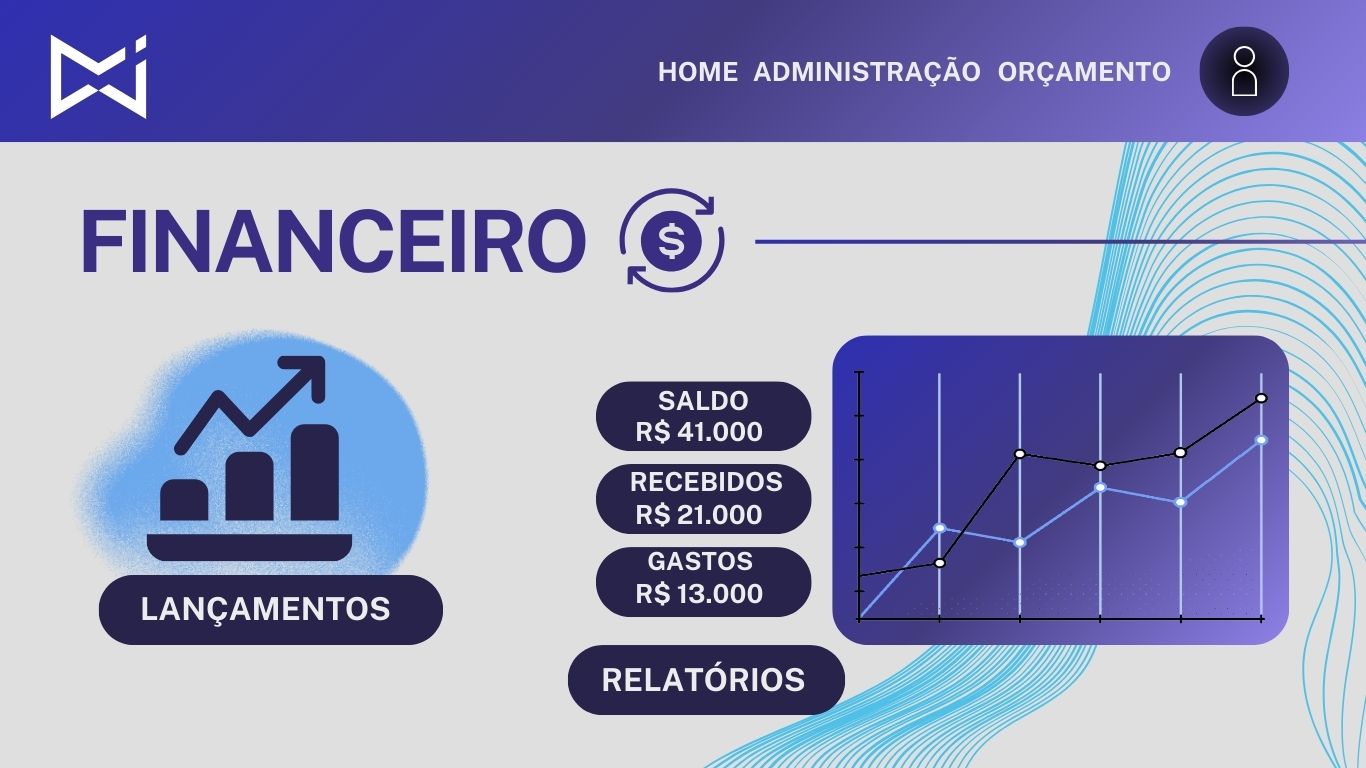 HOME ADMINISTRAÇÃO ORÇAMENTO
FINANCEIRO
$
SALDO
R$ 41.000
RECEBIDOS
R$ 21.000
GASTOS
R$ 13.000
LANÇAMENTOS
RELATÓRIOS